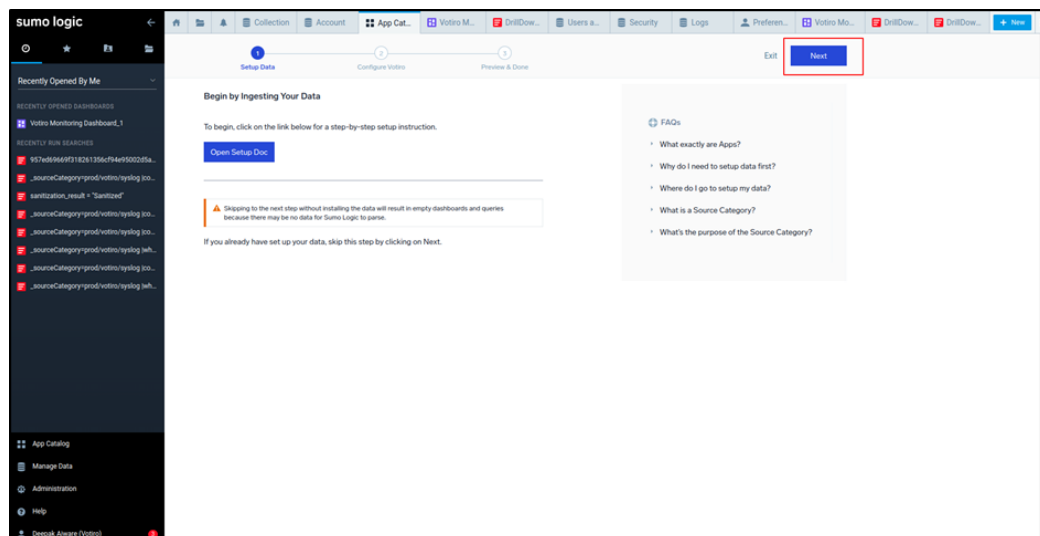 sumo logic
Collection
Account
App Cat...
Votiro M...
DrillDow...
Users a...
Security
Logs
Preferen...
Votiro Mo...
DrillDow...
DrillDow...
+ New
Recently Opened By Me
RECENTLY OPENED DASHBOARDS
Votiro Monitoring Dashboard_1
RECENTLY RUN SEARCHES
957ed69669f318261356cf94e95002d5a...
_sourceCategory=prod/votiro/syslog |co...
sanitization_result = "Sanitized"
_sourceCategory=prod/votiro/syslog |co...
_sourceCategory=prod/votiro/syslog |co...
_sourceCategory=prod/votiro/syslog |wh...
_sourceCategory=prod/votiro/syslog |co...
_sourceCategory=prod/votiro/syslog |wh...
App Catalog
Manage Data
Administration
Help
Deepak Aiware (Votiro)
1
Setup Data
2
Configure Votiro
3
Preview & Done
Exit
Next
Begin by Ingesting Your Data
To begin, click on the link below for a step-by-step setup instruction.
Open Setup Doc
Skipping to the next step without installing the data will result in empty dashboards and queries
because there may be no data for Sumo Logic to parse.
If you already have set up your data, skip this step by clicking on Next.
FAQs
What exactly are Apps?
Why do I need to setup data first?
Where do I go to setup my data?
What is a Source Category?
What's the purpose of the Source Category?